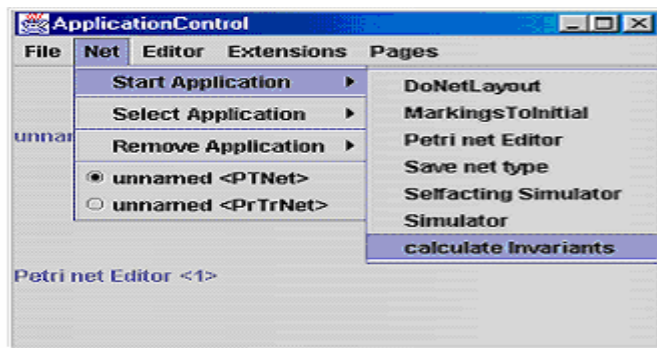 ApplicationControl
File Net Editor Extensions Pages
Start Application
Select Application
Remove Application
unnamed <PTNet>
unnamed <PrTrNet>
DoNetLayout
MarkingsToInitial
Petri net Editor
Save net type
Selfacting Simulator
Simulator
calculate Invariants
unnar
Petri net Editor <1>